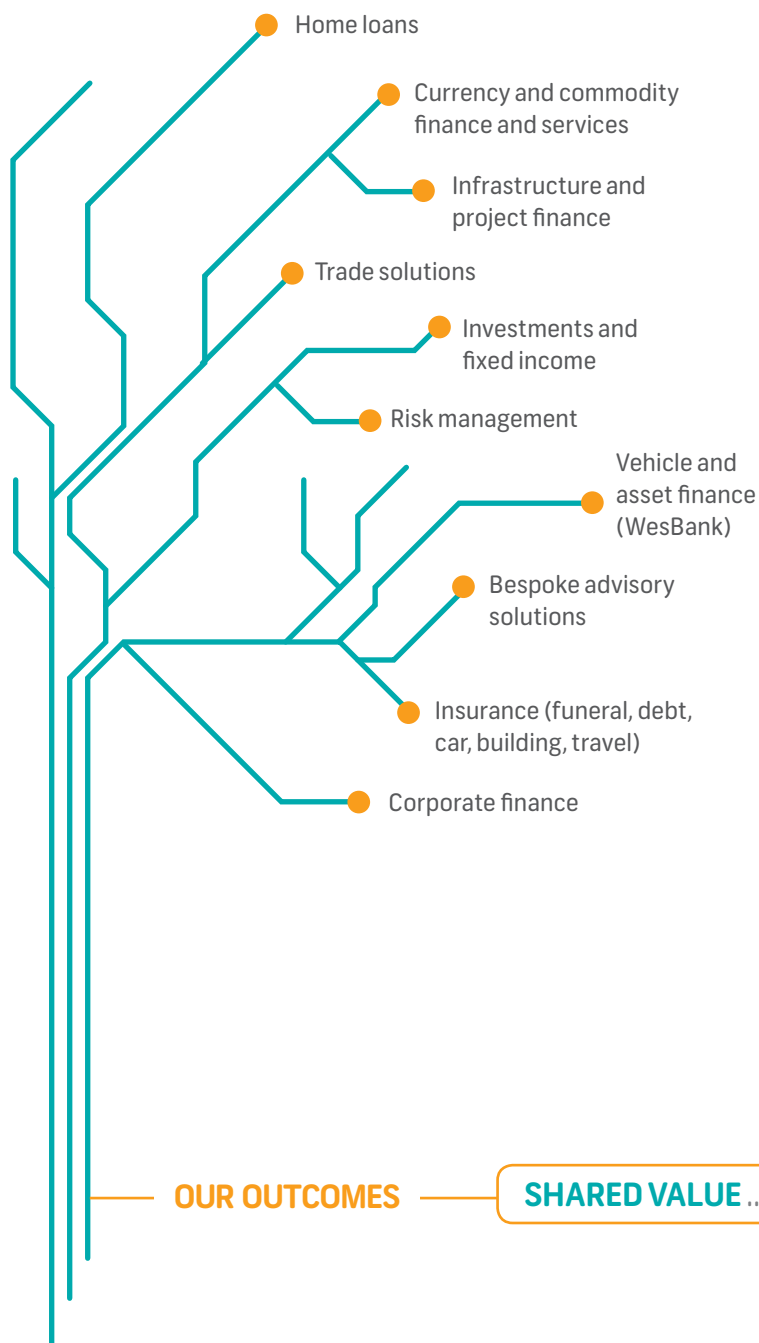 Home loans
Currency and commodity
finance and services
Infrastructure and
project finance
Trade solutions
Investments and
fixed income
Risk management
Vehicle and
asset finance
(WesBank)
Bespoke advisory
solutions
Insurance (funeral, debt,
car, building, travel)
Corporate finance
OUR OUTCOMES
SHARED VALUE ..